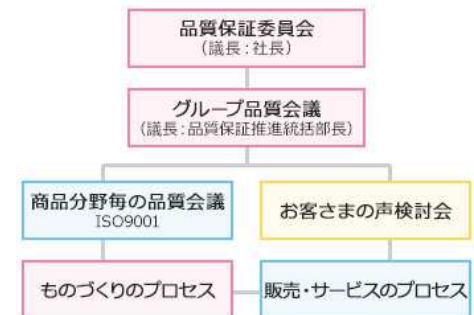 品質保証委員会
(議長:社長)
グループ品質会議
(議長:品質保証推進統括部長)
商品分野毎の品質会議
ISO9001
お客さまの声検討会
ものづくりのプロセス
販売・サービスのプロセス